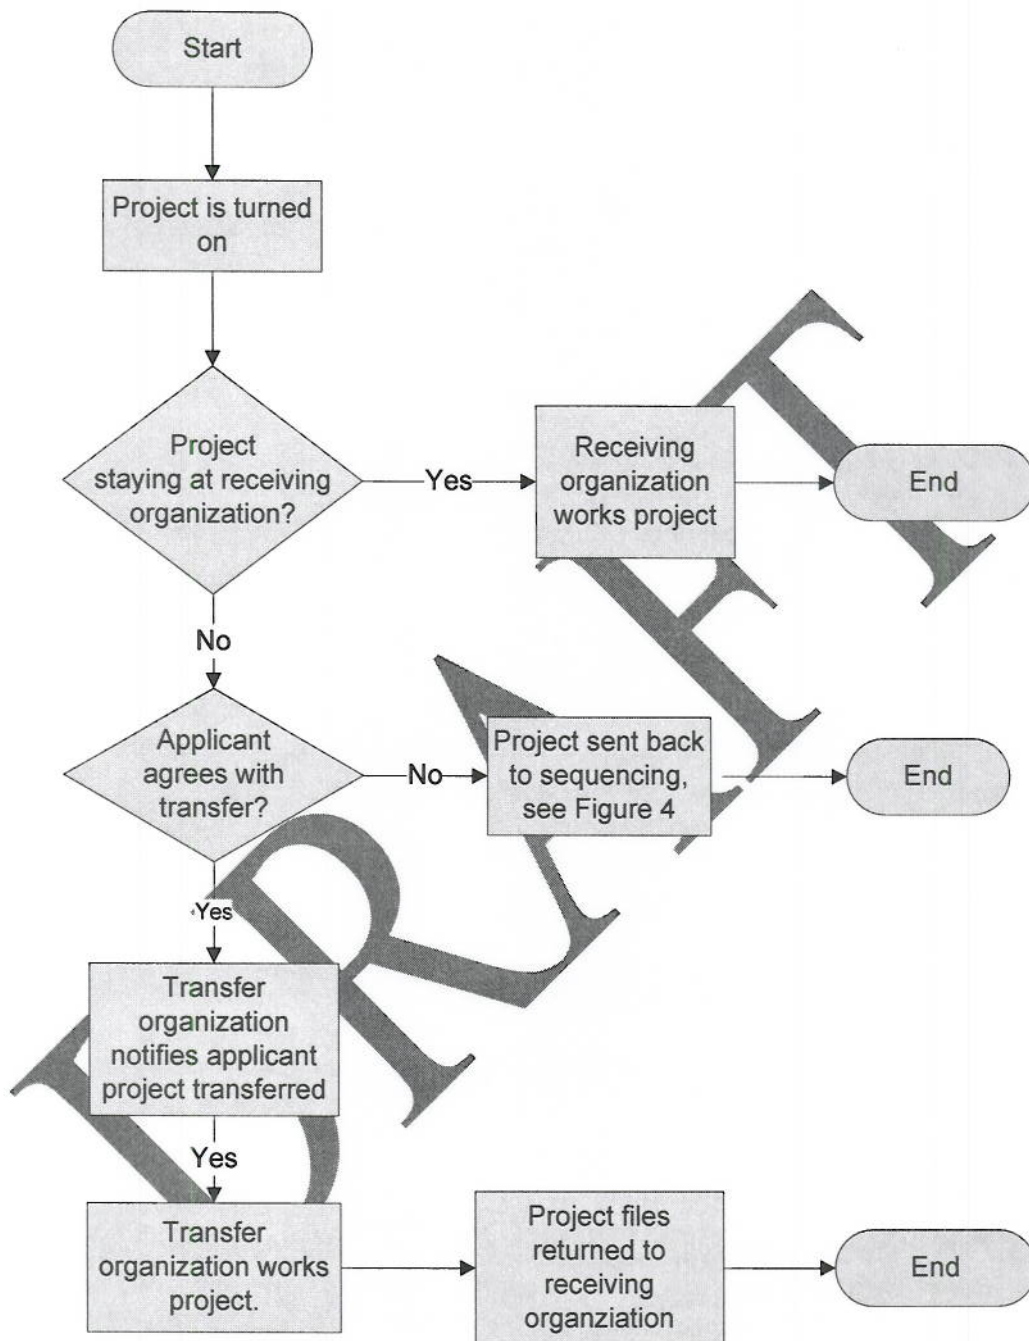 Start
Project is turned
on
Project
staying at receiving
organization?
Yes
Receiving
organization
works project
End
No
Applicant
agrees with
transfer?
No
Project sent back
to sequencing,
see Figure 4
End
Yes
Transfer
organization
notifies applicant
project transferred
Yes
Transfer
organization works
project.
Project files
returned to
receiving
organziation
End
DRAFT